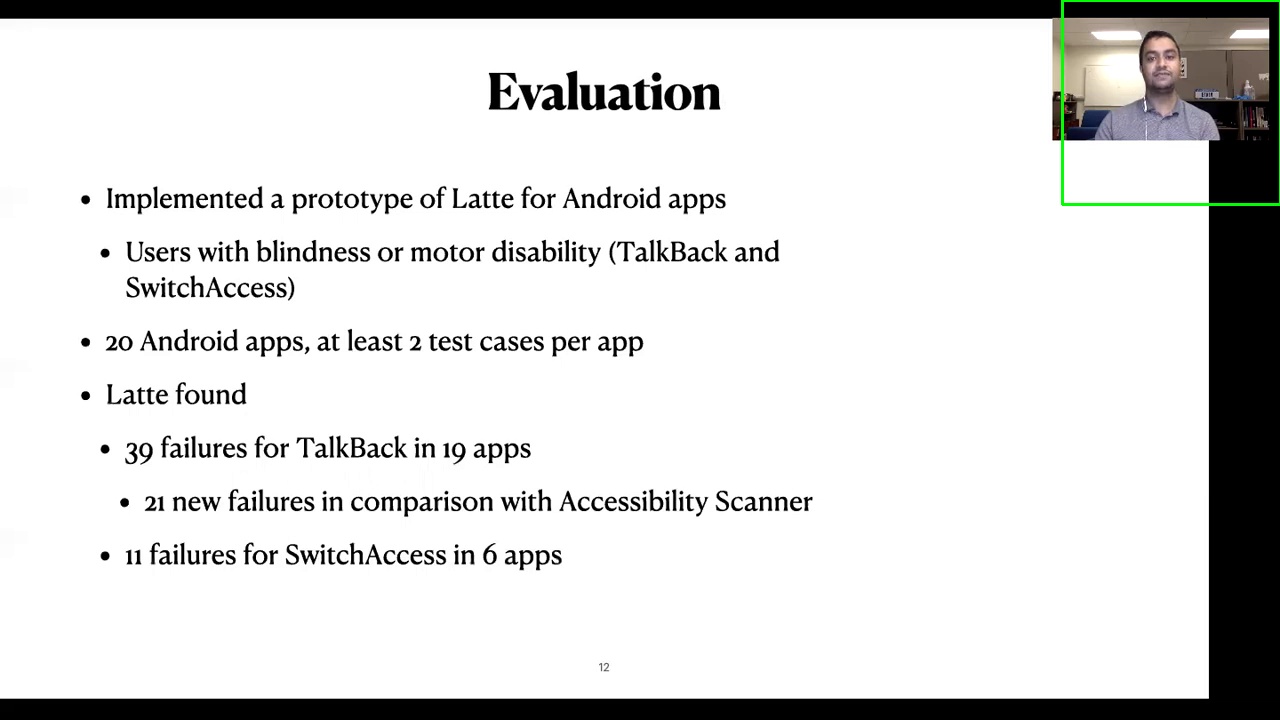 Evaluation
• Implemented a prototype of Latte for Android apps
• Users with blindness or motor disability (TalkBack and
SwitchAccess)
• 20 Android apps, at least 2 test cases per app
• Latte found
• 39 failures for TalkBack in 19 apps
• 21 new failures in comparison with Accessibility Scanner
• 11 failures for SwitchAccess in 6 apps
12